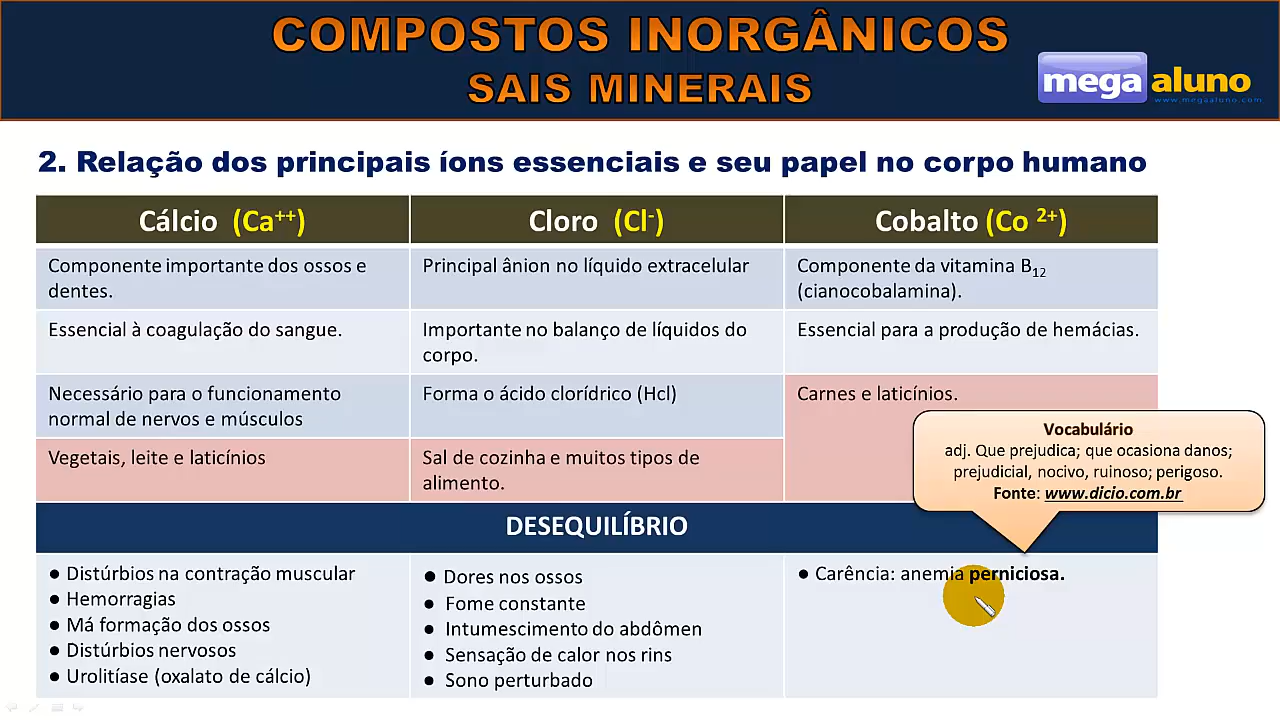 COMPOSTOS INORGÂNICOS
SAIS MINERAIS
mega aluno
www.megaaluno.com
2. Relação dos principais íons essenciais e seu papel no corpo humano
Cálcio (Ca⁺⁺)
Cloro (Cl⁻)
Cobalto (Co ²⁺)
Componente importante dos ossos e
dentes.
Principal ânion no líquido extracelular
Componente da vitamina B₁₂
(cianocobalamina).
Essencial à coagulação do sangue.
Importante no balanço de líquidos do
corpo.
Essencial para a produção de hemácias.
Necessário para o funcionamento
normal de nervos e músculos
Forma o ácido clorídrico (Hcl)
Carnes e laticínios.
Vegetais, leite e laticínios
Sal de cozinha e muitos tipos de
alimento.
Vocabulário
adj. Que prejudica; que ocasiona danos;
prejudicial, nocivo, ruinoso; perigoso.
Fonte: www.dicio.com.br
DESEQUILÍBRIO
● Distúrbios na contração muscular
● Hemorragias
● Má formação dos ossos
● Distúrbios nervosos
● Urolitíase (oxalato de cálcio)
● Dores nos ossos
● Fome constante
● Intumescimento do abdômen
● Sensação de calor nos rins
● Sono perturbado
● Carência: anemia perniciosa.